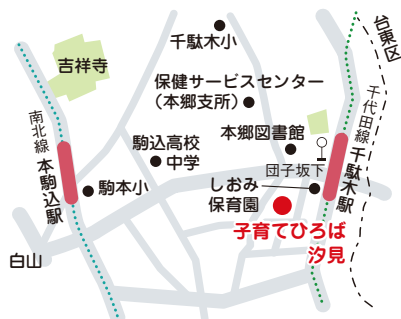 台東区
千駄木小
吉祥寺
保健サービスセンター
（本郷支所）
千代田線
千駄木駅
本郷図書館
南北線
本駒込駅
駒込高校
中学
団子坂下
駒本小
しおみ
保育園
子育てひろば
汐見
白山